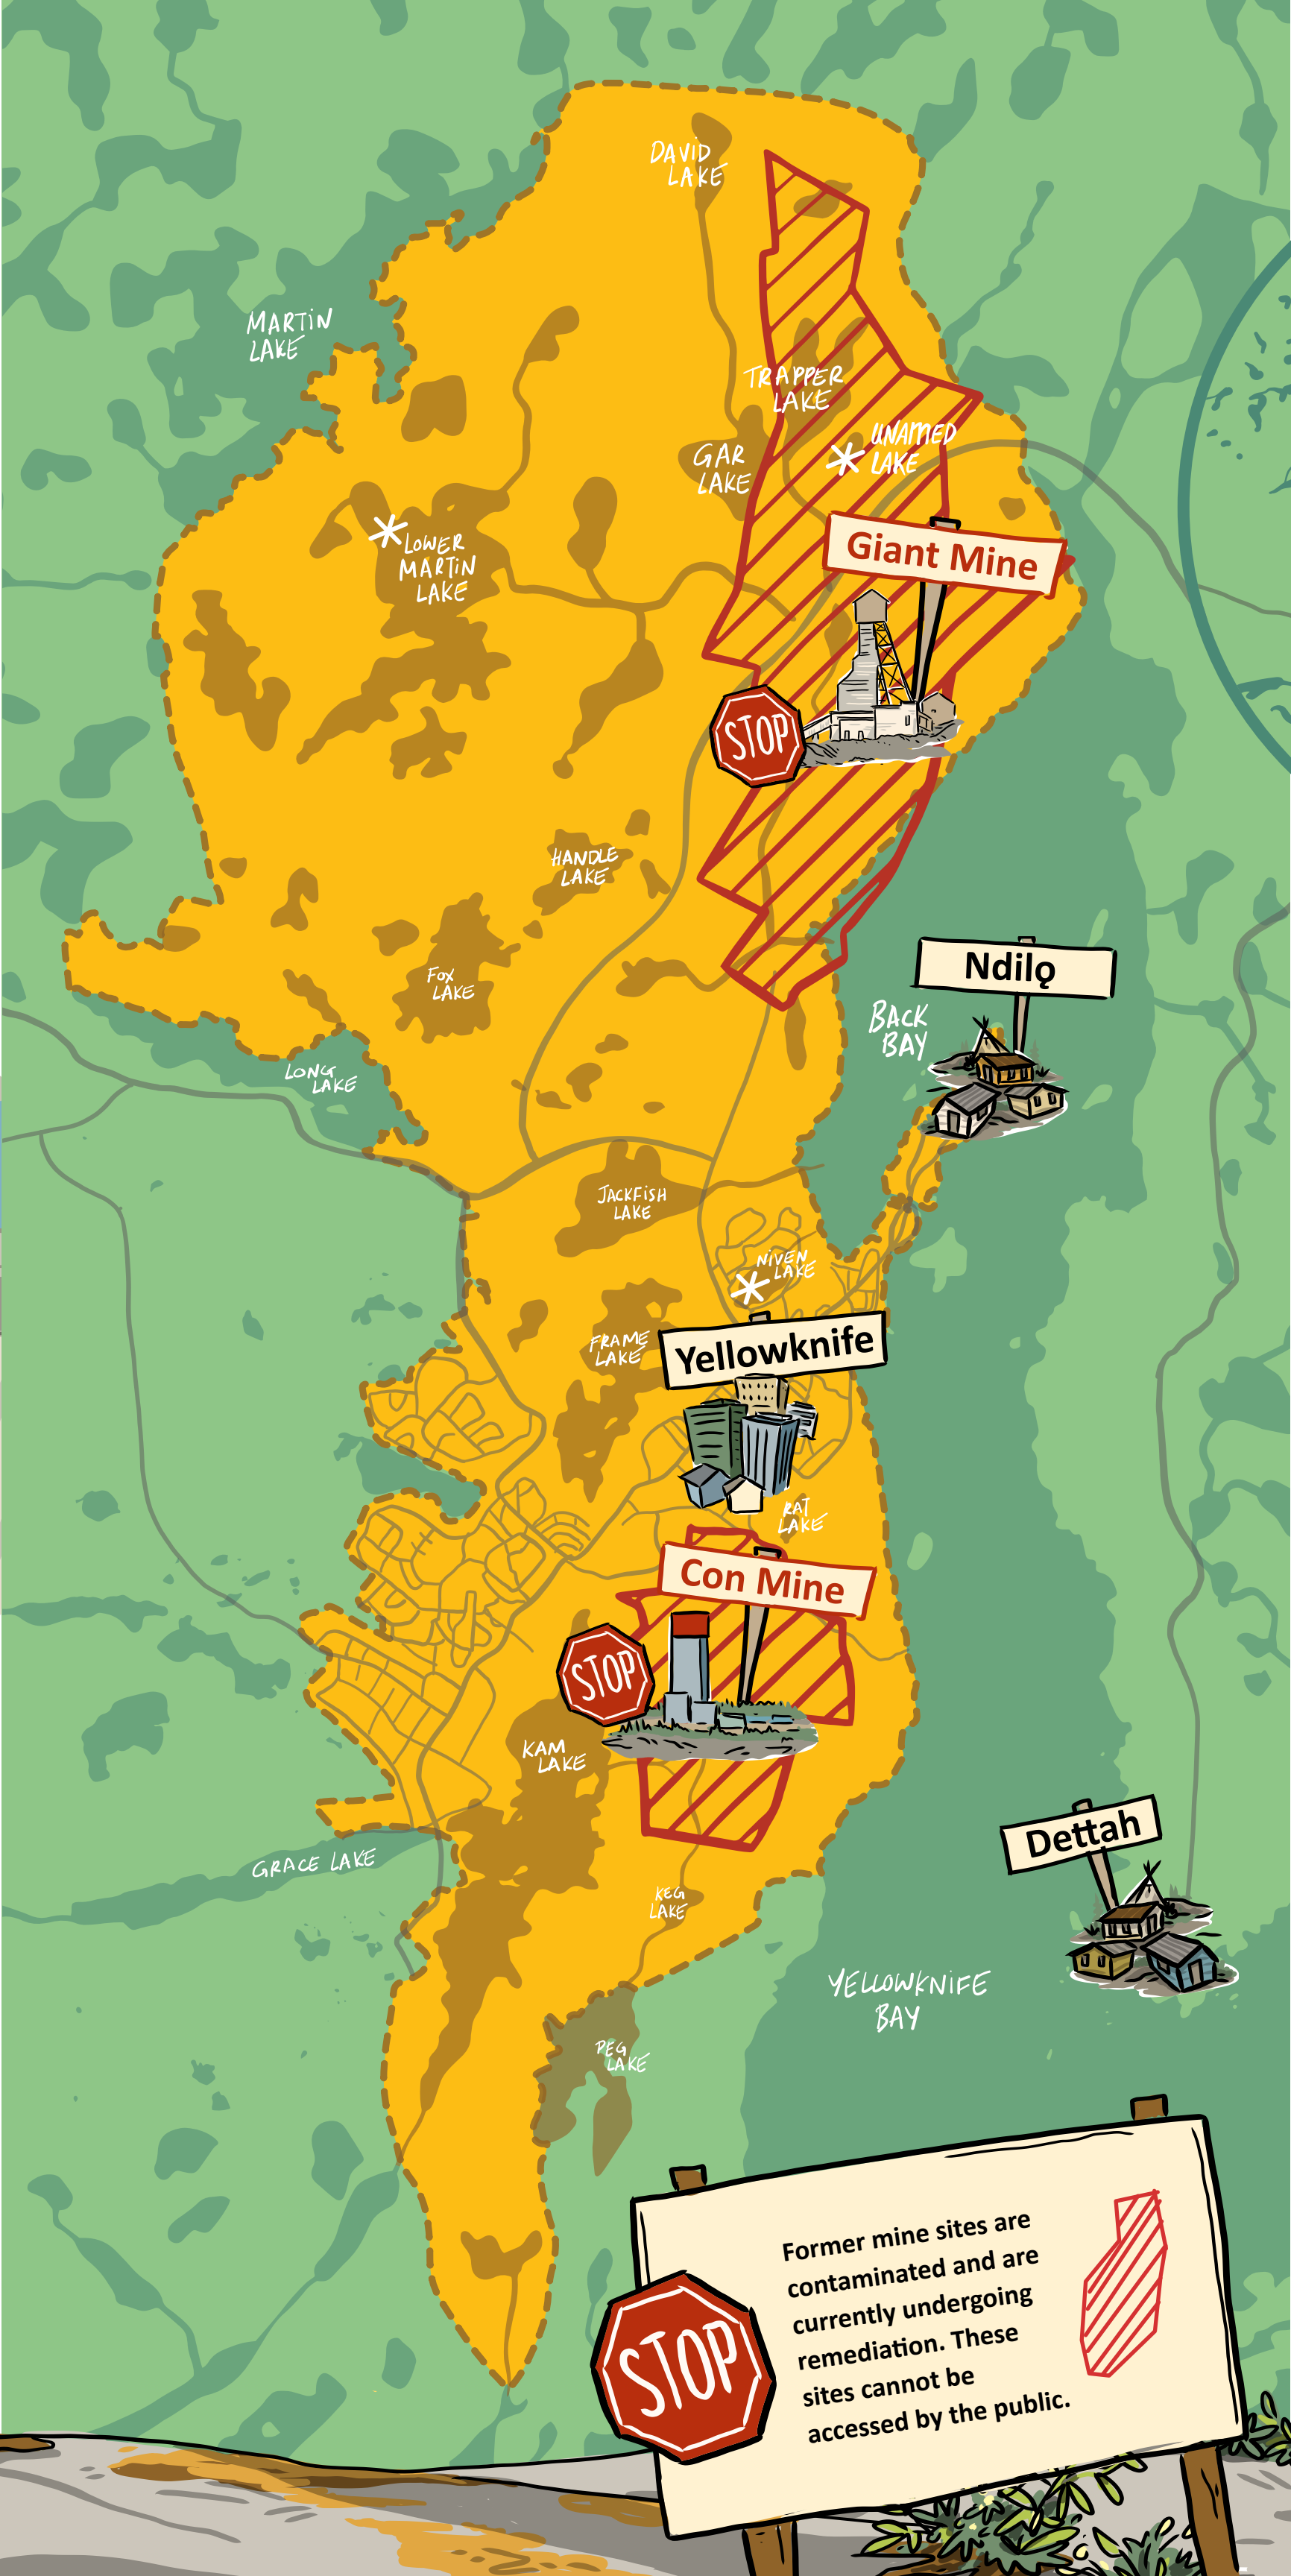 DAVID
LAKE
MARTIN
LAKE
TRAPPER
LAKE
UNAMED
LAKE
GAR
LAKE
LOWER
MARTIN
LAKE
Giant Mine
STOP
HANDLE
LAKE
FOX
LAKE
Ndilǫ
BACK
BAY
LONG
LAKE
JACKFISH
LAKE
NIVEN
LAKE
FRAME
LAKE
Yellowknife
RAT
LAKE
Con Mine
STOP
KAM
LAKE
GRACE LAKE
Dettah
KEG
LAKE
YELLOWKNIFE
BAY
PEG
LAKE
STOP
Former mine sites are
contaminated and are
currently undergoing
remediation. These
sites cannot be
accessed by the public.